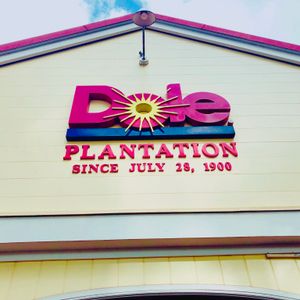 Dole
PLANTATION
SINCE JULY 28, 1900